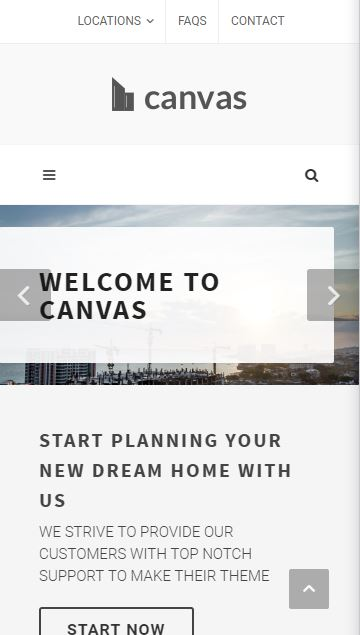 LOCATIONS FAQS CONTACT
canvas
WELCOME TO
CANVAS
START PLANNING YOUR
NEW DREAM HOME WITH
US
WE STRIVE TO PROVIDE OUR
CUSTOMERS WITH TOP NOTCH
SUPPORT TO MAKE THEIR THEME
START NOW